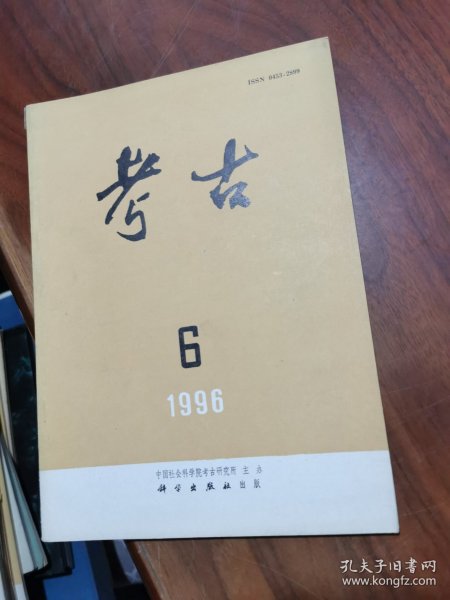 ISSN 0453-2899
考古
6
1996
中国社会科学院考古研究所 主办
科学出版社 出版
孔夫子旧书网
www.kongfz.com